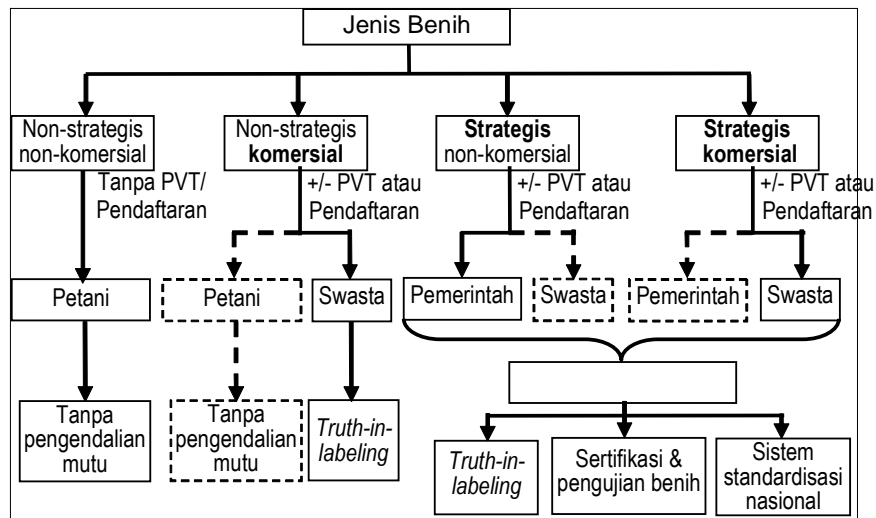 Jenis Benih
Non-strategis
non-komersial
Non-strategis
komersial
Strategis
non-komersial
Strategis
komersial
Tanpa PVT/
Pendaftaran
+/- PVT atau
Pendaftaran
+/- PVT atau
Pendaftaran
+/- PVT atau
Pendaftaran
Petani
Petani
Swasta
Pemerintah
Swasta
Pemerintah
Swasta
Tanpa
pengendalian
mutu
Tanpa
pengendalian
mutu
Truth-in-
labeling
Truth-in-
labeling
Sertifikasi &
pengujian benih
Sistem
standardisasi
nasional